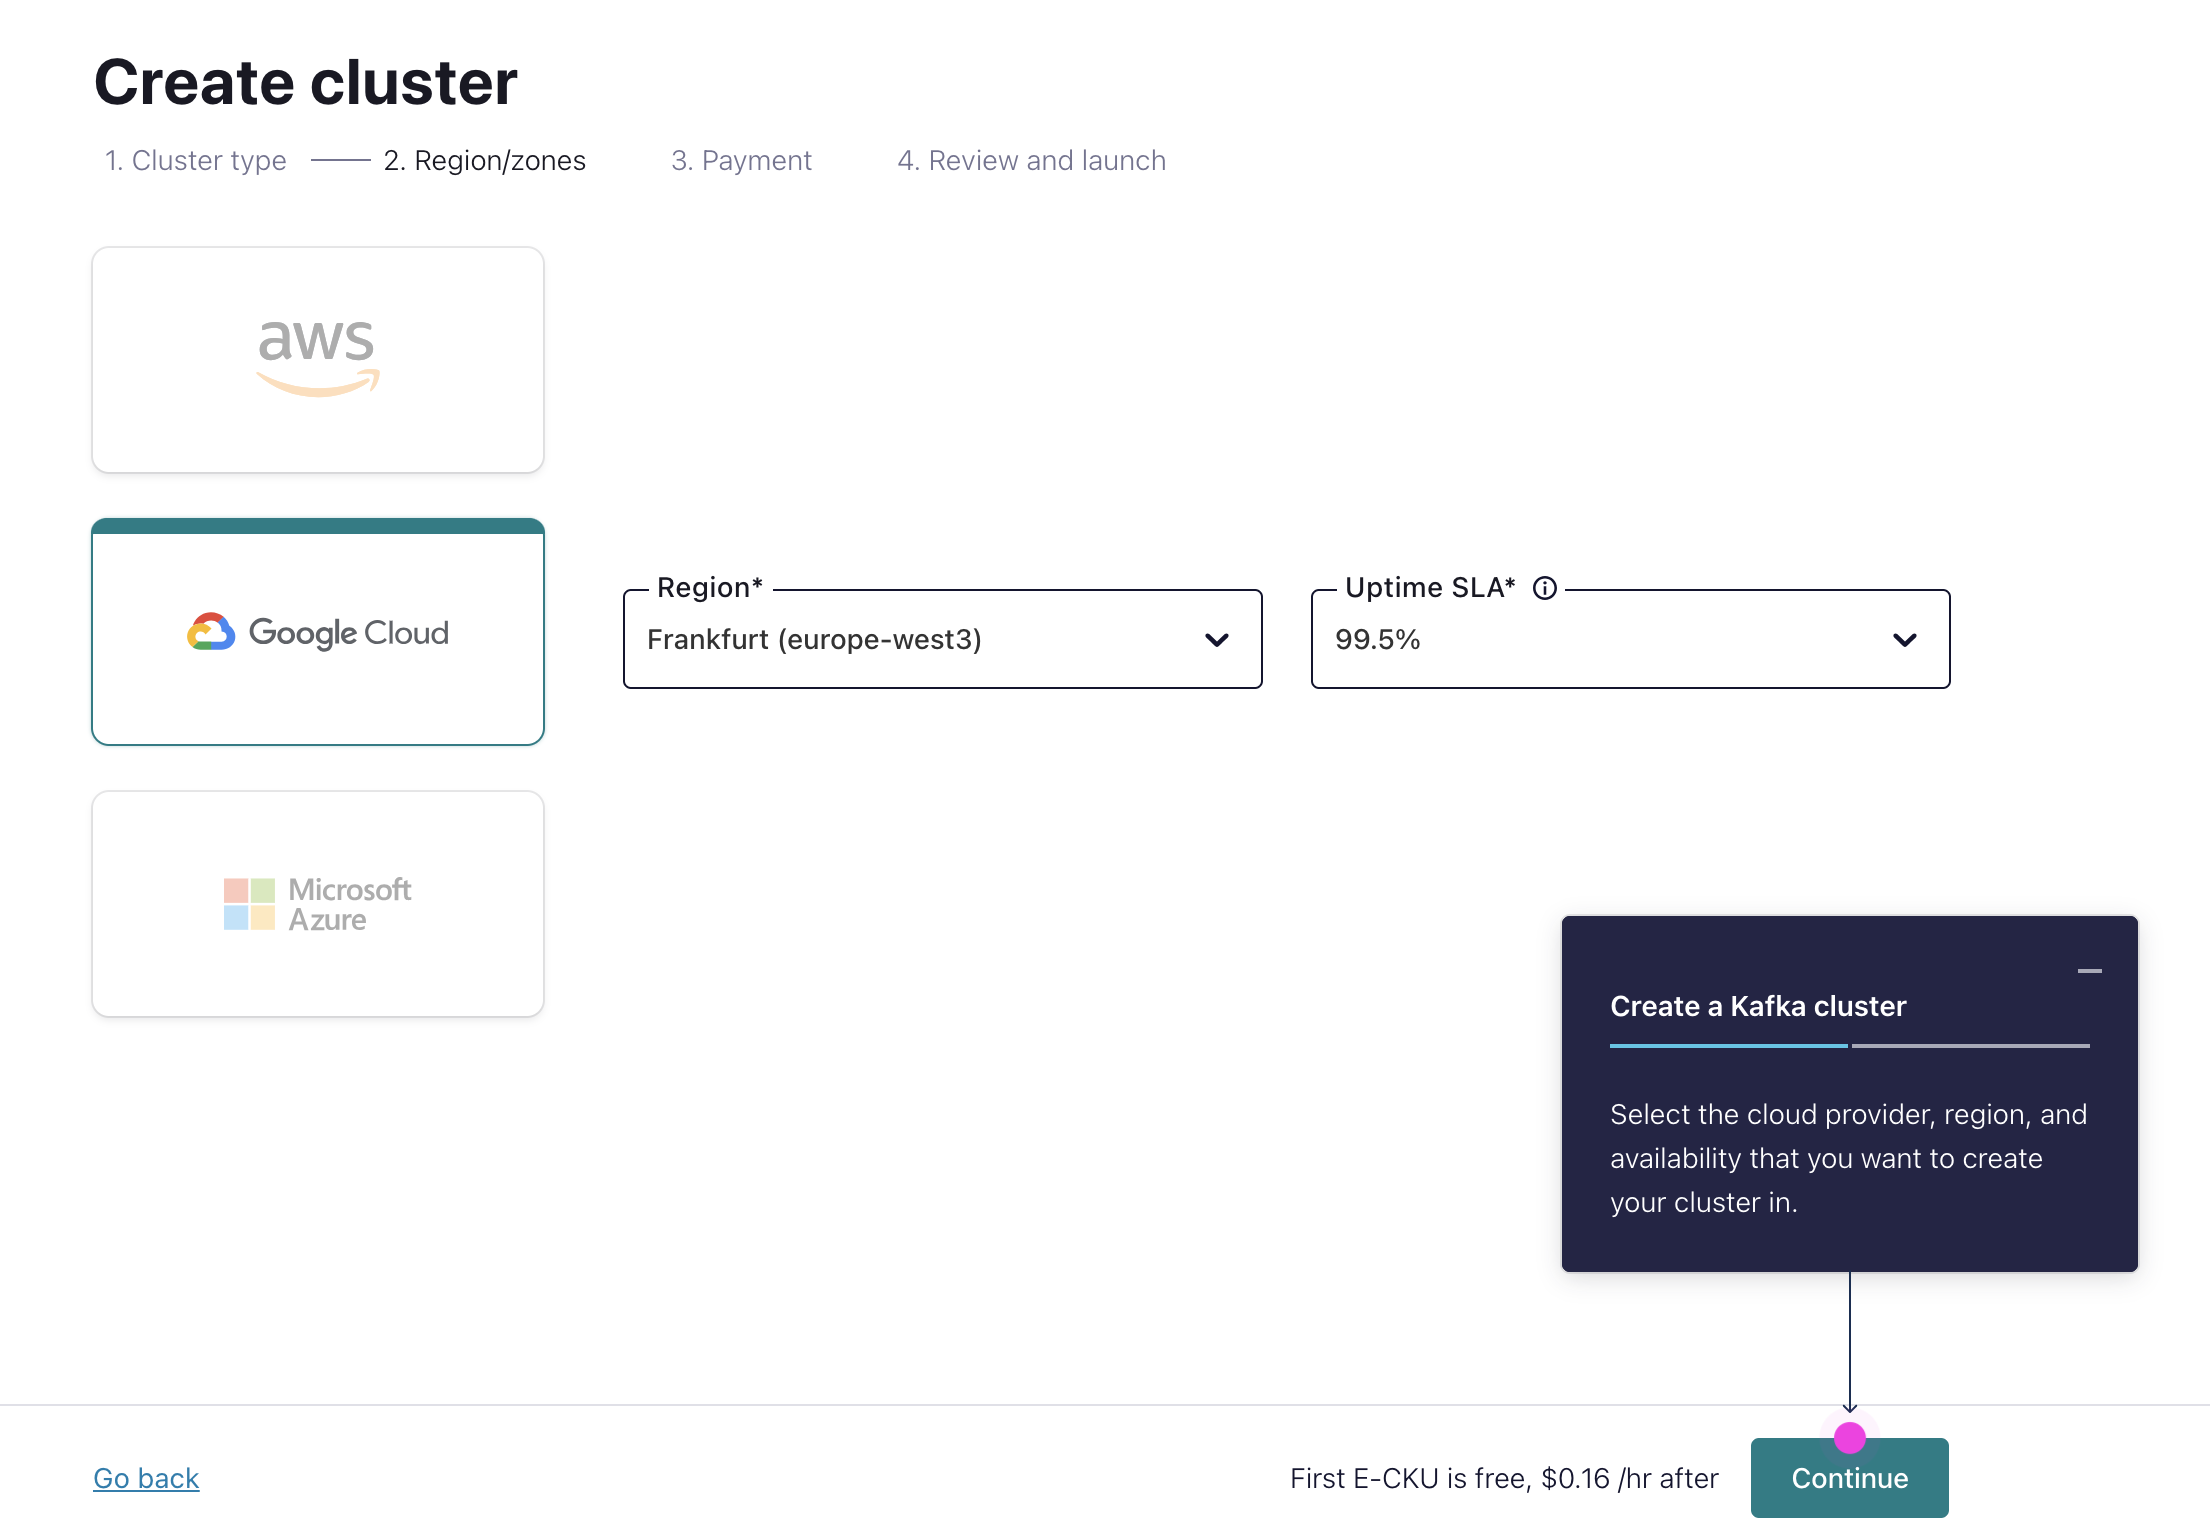 Create cluster
1. Cluster type
2. Region/zones
3. Payment
4. Review and launch
aws
Google Cloud
Region*
Frankfurt (europe-west3)
Uptime SLA*
99.5%
Microsoft
Azure
Create a Kafka cluster
Select the cloud provider, region, and
availability that you want to create
your cluster in.
Go back
First E-CKU is free, $0.16 /hr after
Continue